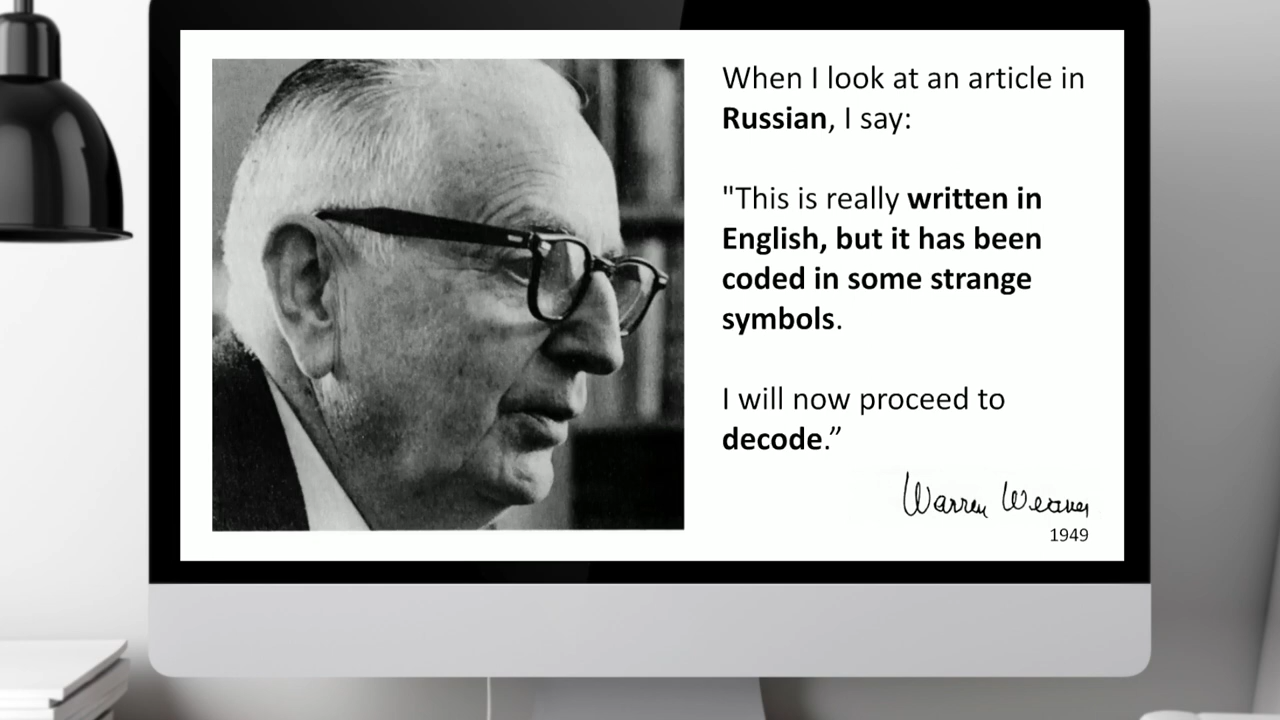 When I look at an article in
Russian, I say:
"This is really written in
English, but it has been
coded in some strange
symbols.
I will now proceed to
decode.”
Warren Weaver
1949